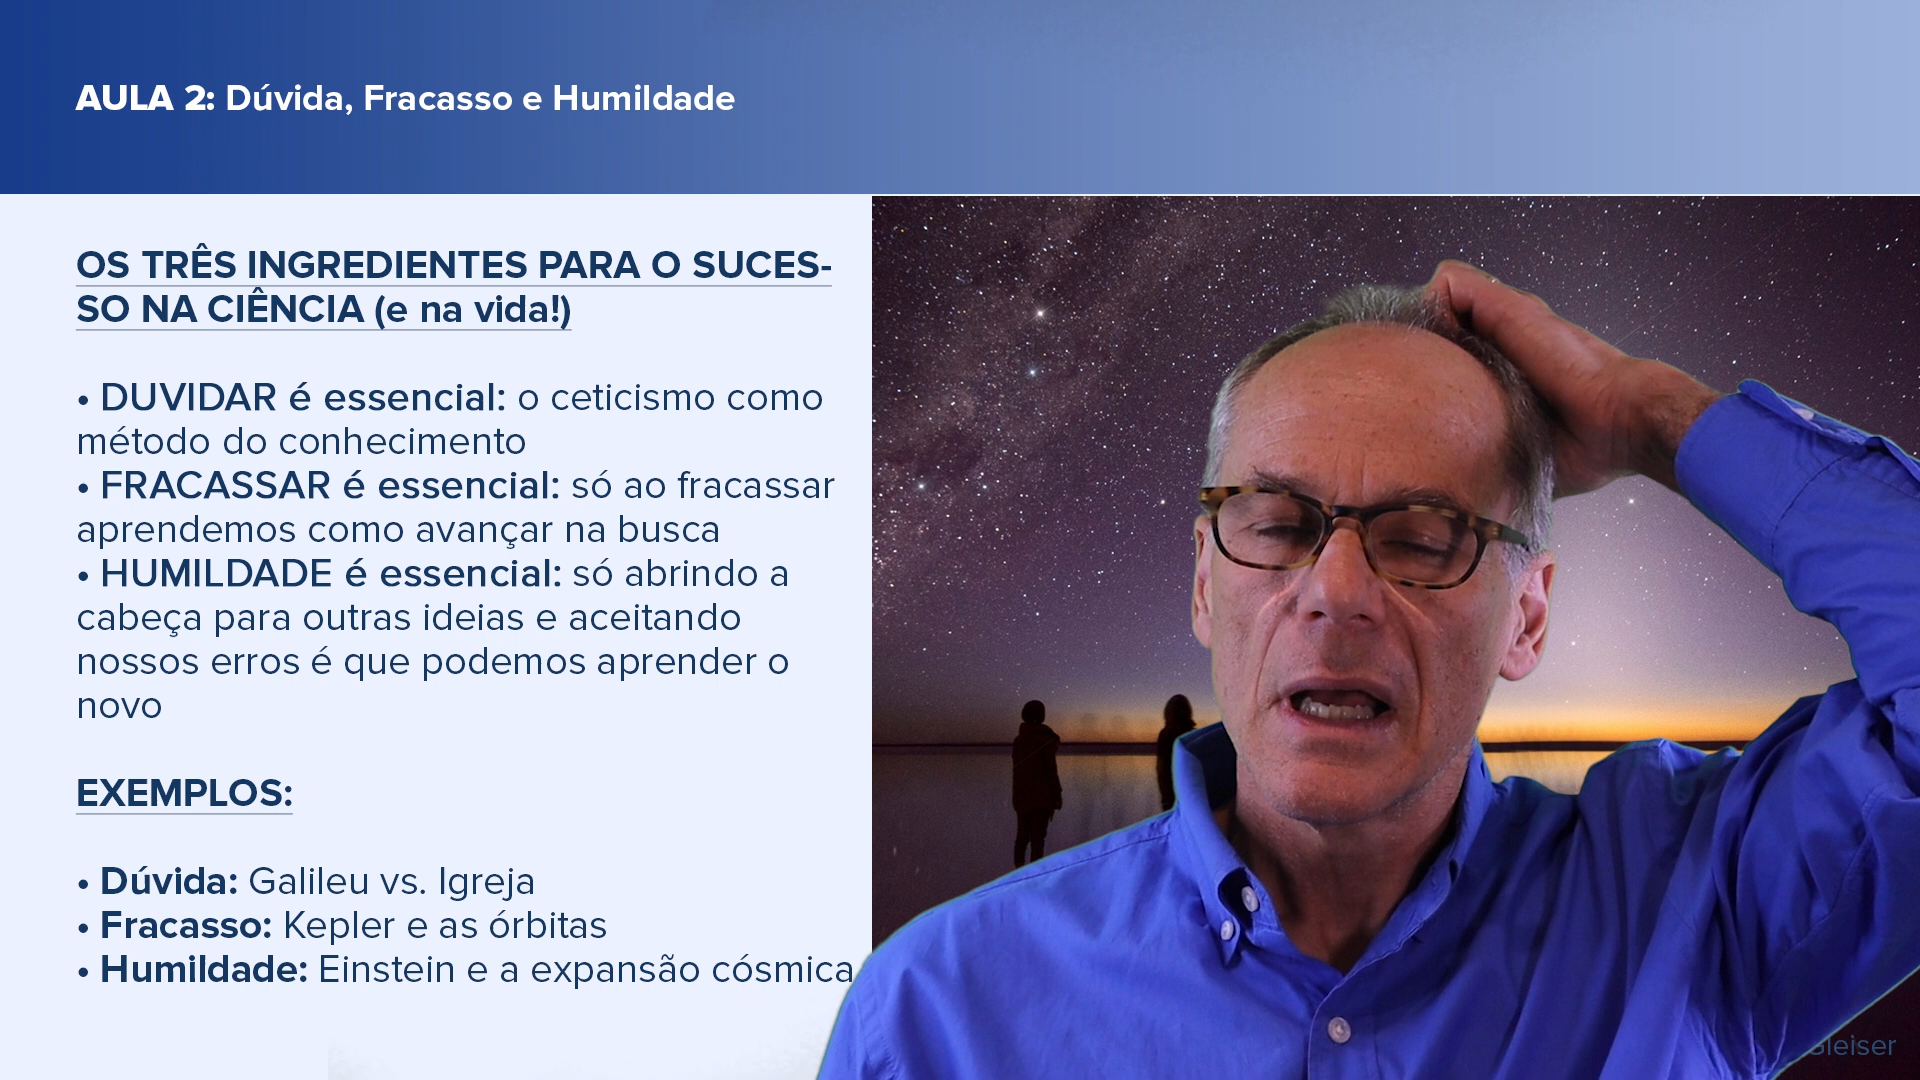 AULA 2: Dúvida, Fracasso e Humildade
OS TRÊS INGREDIENTES PARA O SUCES-
SO NA CIÊNCIA (e na vida!)
• DUVIDAR é essencial: o ceticismo como
método do conhecimento
• FRACASSAR é essencial: só ao fracassar
aprendemos como avançar na busca
• HUMILDADE é essencial: só abrindo a
cabeça para outras ideias e aceitando
nossos erros é que podemos aprender o
novo
EXEMPLOS:
• Dúvida: Galileu vs. Igreja
• Fracasso: Kepler e as órbitas
• Humildade: Einstein e a expansão cósmica
Gleiser